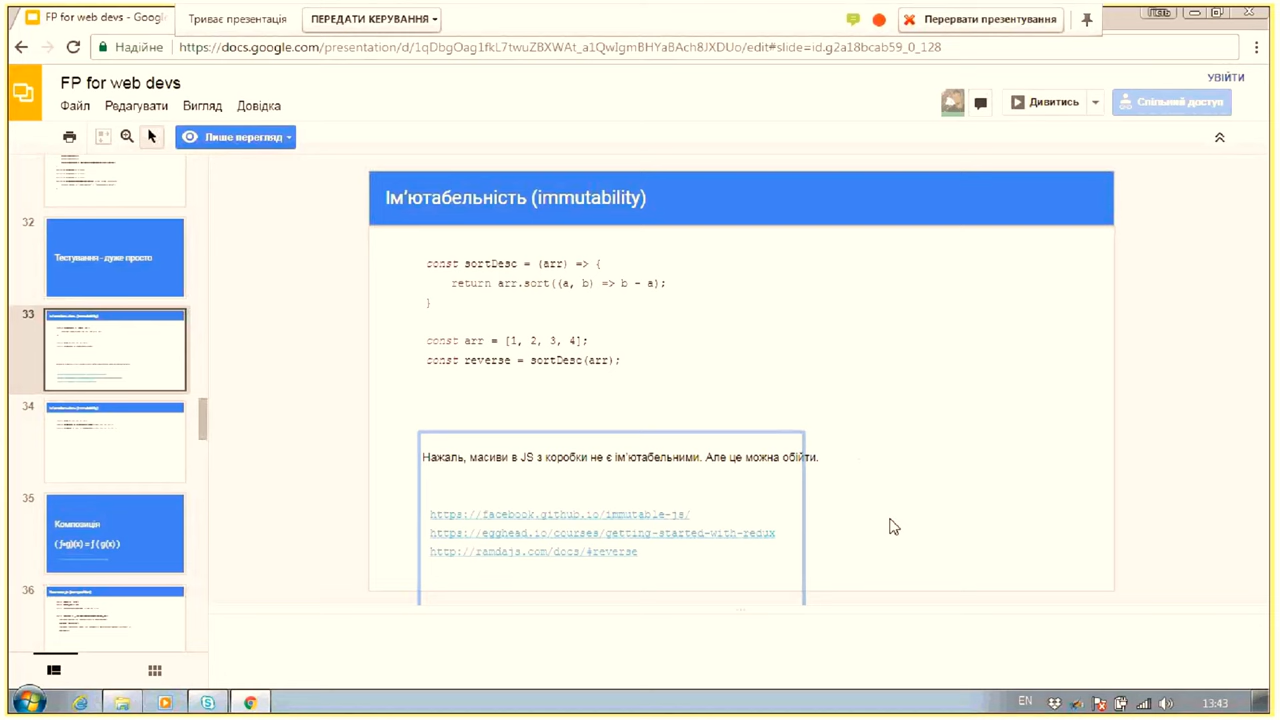 FP for web devs - Goog
Триває презентація
ПЕРЕДАТИ КЕРУВАННЯ
Перервати презентування
Гість
Надійне
https://docs.google.com/presentation/d/1qDbgOag1fkL7twuZBXWAt_a1QwIgmBHYaBAch8JXDUo/edit#slide=id.g2a18bcab59_0_128
FP for web devs
УВІЙТИ
Файл Редагувати Вигляд Довідка
Дивитись
Спільний доступ
Лише перегляд
32
Тестування - дуже просто
33
34
35
Композиція
(f∘g)(x) = f ( g(x) )
36
Ім'ютабельність (immutability)
const sortDesc = (arr) => {
return arr.sort((a, b) => b - a);
}
const arr = [1, 2, 3, 4];
const reverse = sortDesc(arr);
Нажаль, масиви в JS з коробки не є ім'ютабельними. Але це можна обійти.
https://facebook.github.io/immutable-js/
https://egghead.io/courses/getting-started-with-redux
http://ramdajs.com/docs/#reverse
EN
13:43